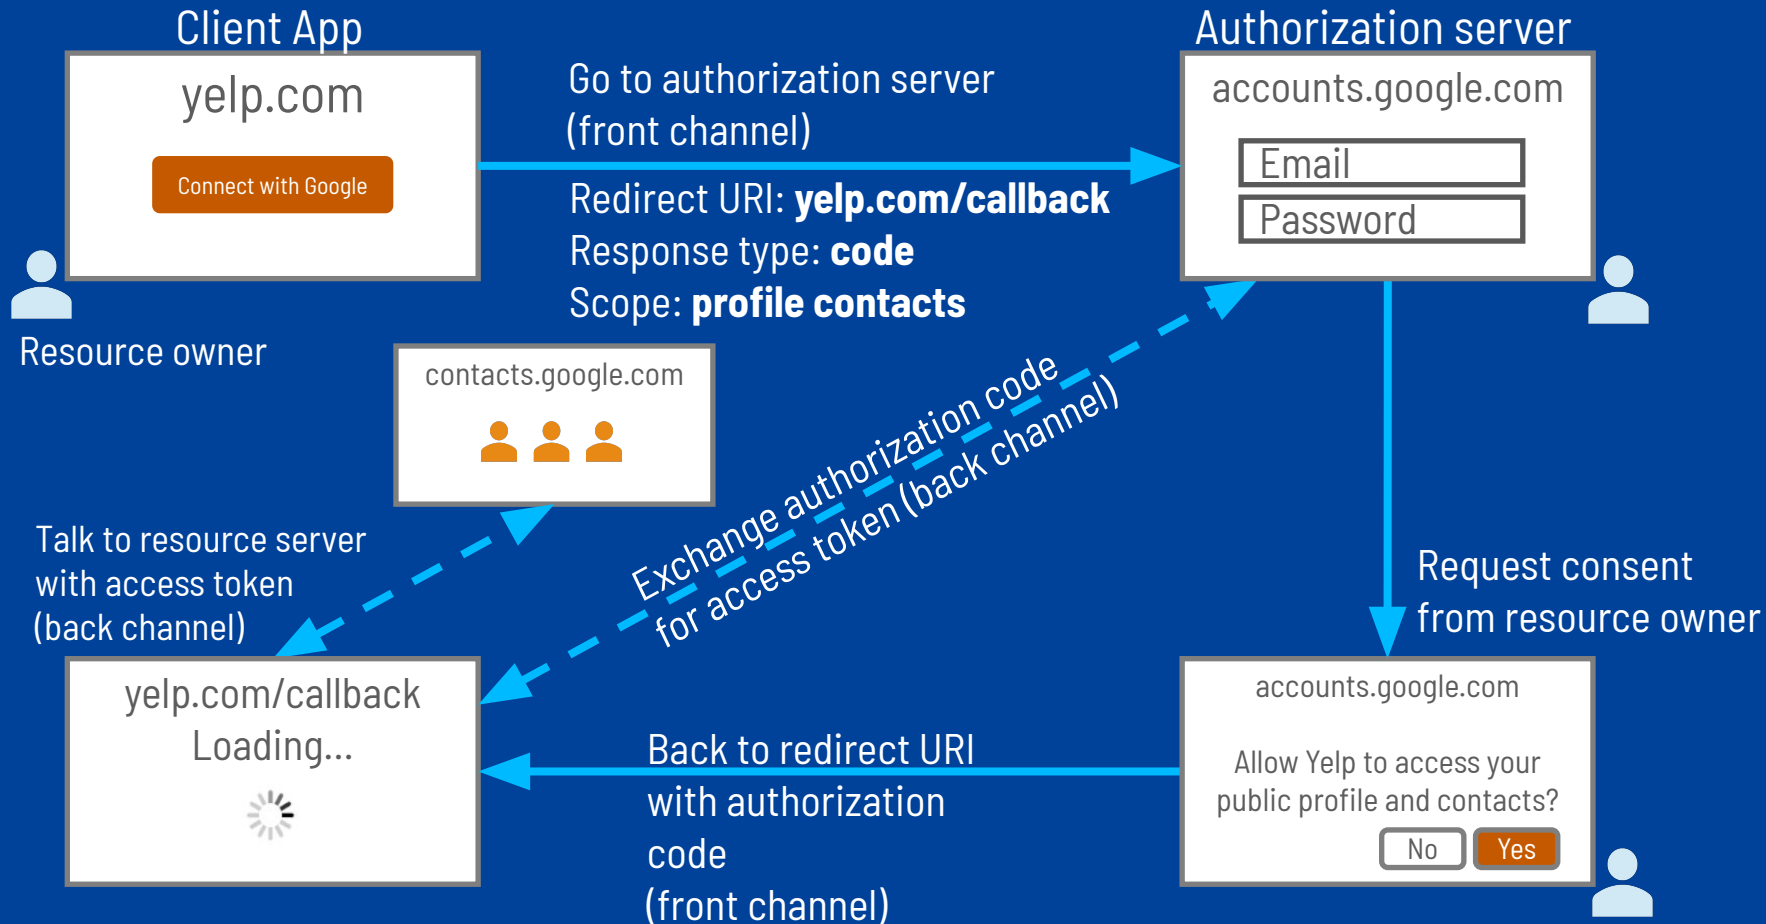 Client App
yelp.com
Connect with Google
Resource owner
Go to authorization server
(front channel)
Redirect URI: yelp.com/callback
Response type: code
Scope: profile contacts
Authorization server
accounts.google.com
Email
Password
contacts.google.com
Exchange authorization code
for access token (back channel)
Talk to resource server
with access token
(back channel)
Request consent
from resource owner
yelp.com/callback
Loading...
Back to redirect URI
with authorization
code
(front channel)
accounts.google.com
Allow Yelp to access your
public profile and contacts?
No
Yes